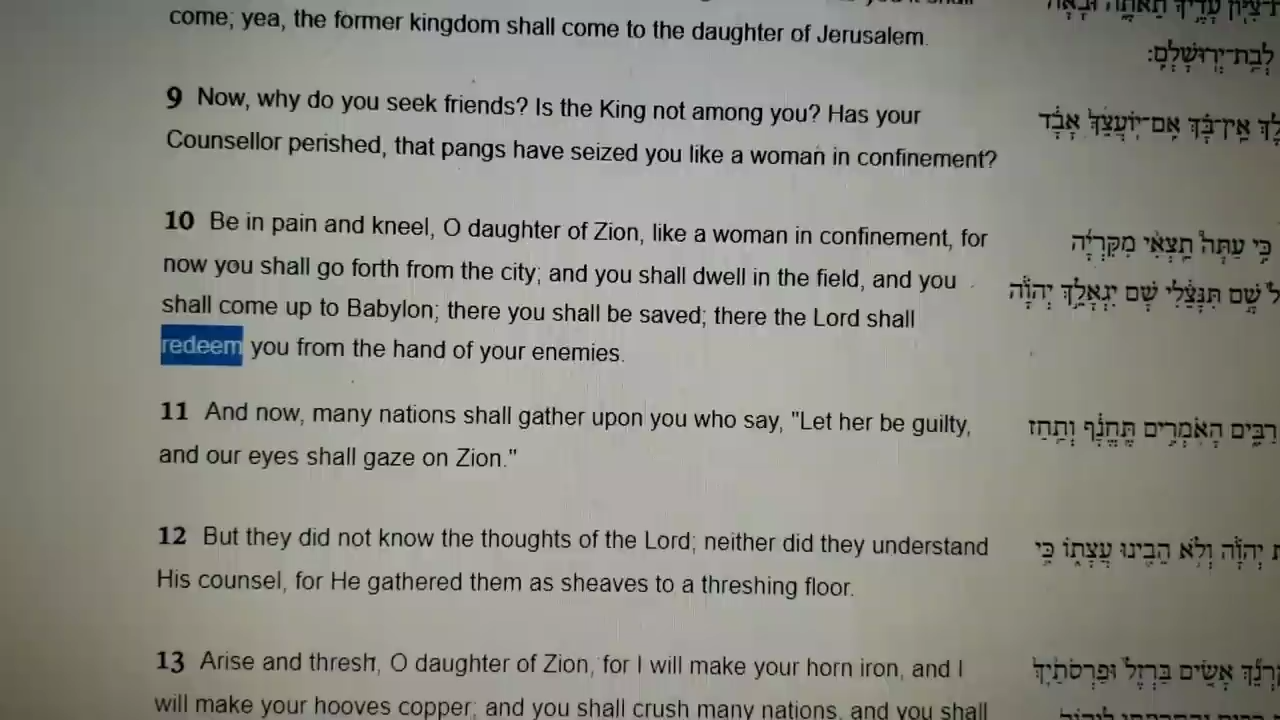 come; yea, the former kingdom shall come to the daughter of Jerusalem.
לְבַת־יְרוּשָׁלָ͏ִם:
9 Now, why do you seek friends? Is the King not among you? Has your
אֵין־בָּךְ אִם־יוֹעֲצֵךְ אָבָד
Counsellor perished, that pangs have seized you like a woman in confinement?
10 Be in pain and kneel, O daughter of Zion, like a woman in confinement, for
כִּי עַתָּה תֵצְאִי מִקִּרְיָה
now you shall go forth from the city; and you shall dwell in the field, and you
שָׁם תִּנָּצֵלִי שָׁם יִגְאָלֵךְ יְהֹוָה
shall come up to Babylon; there you shall be saved; there the Lord shall
redeem you from the hand of your enemies.
11 And now, many nations shall gather upon you who say, "Let her be guilty,
רַבִּים הָאֹמְרִים תֶּחֱנָף וְתַחַז
and our eyes shall gaze on Zion."
12 But they did not know the thoughts of the Lord; neither did they understand
יְהֹוָה וְלֹא הֵבִינוּ עֲצָתוֹ כִּי
His counsel, for He gathered them as sheaves to a threshing floor.
13 Arise and thresh, O daughter of Zion, for I will make your horn iron, and I
אָשִׂים בַּרְזֶל וּפַרְסֹתַיִךְ
will make your hooves copper; and you shall crush many nations, and you shall